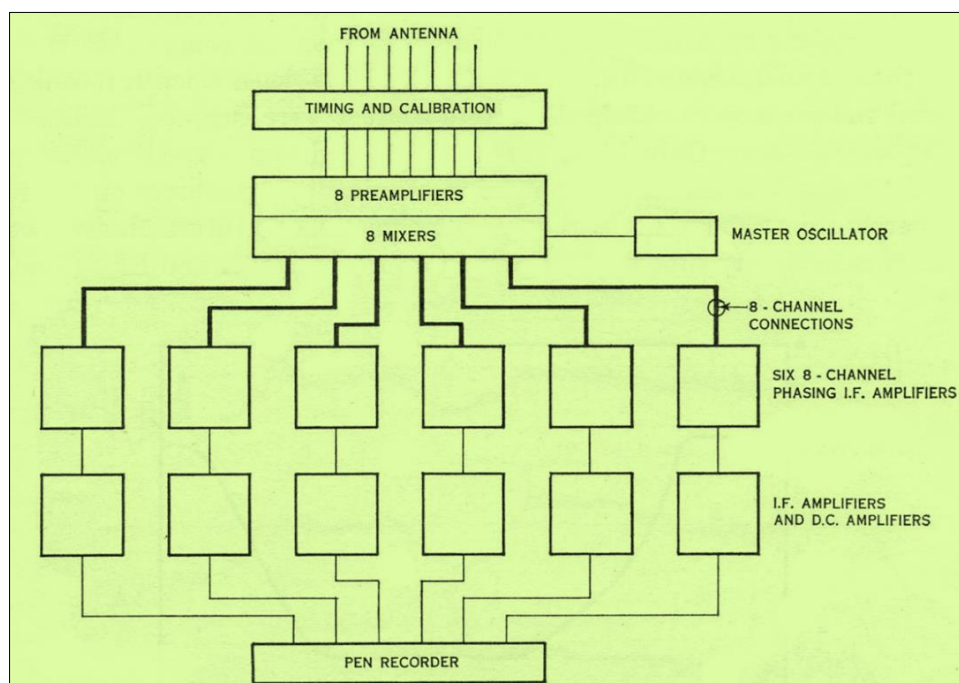 FROM ANTENNA
TIMING AND CALIBRATION
8 PREAMPLIFIERS
8 MIXERS
MASTER OSCILLATOR
8 - CHANNEL
CONNECTIONS
SIX 8 - CHANNEL
PHASING I.F. AMPLIFIERS
I.F. AMPLIFIERS
AND D.C. AMPLIFIERS
PEN RECORDER